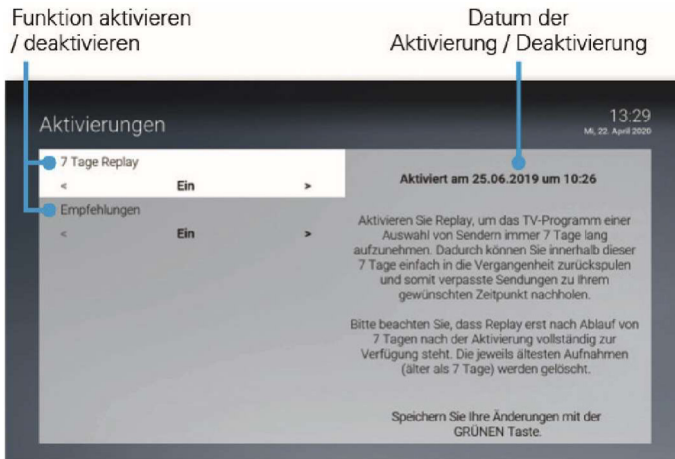 Funktion aktivieren
/ deaktivieren
Datum der
Aktivierung / Deaktivierung
Aktivierungen
13:29
Mi, 22. April 2020
7 Tage Replay
< Ein >
Empfehlungen
< Ein >
Aktiviert am 25.06.2019 um 10:26
Aktivieren Sie Replay, um das TV-Programm einer
Auswahl von Sendern immer 7 Tage lang
aufzunehmen. Dadurch können Sie innerhalb dieser
7 Tage einfach in die Vergangenheit zurückspulen
und somit verpasste Sendungen zu Ihrem
gewünschten Zeitpunkt nachholen.
Bitte beachten Sie, dass Replay erst nach Ablauf von
7 Tagen nach der Aktivierung vollständig zur
Verfügung steht. Die jeweils ältesten Aufnahmen
(älter als 7 Tage) werden gelöscht.
Speichern Sie Ihre Änderungen mit der
GRÜNEN Taste.